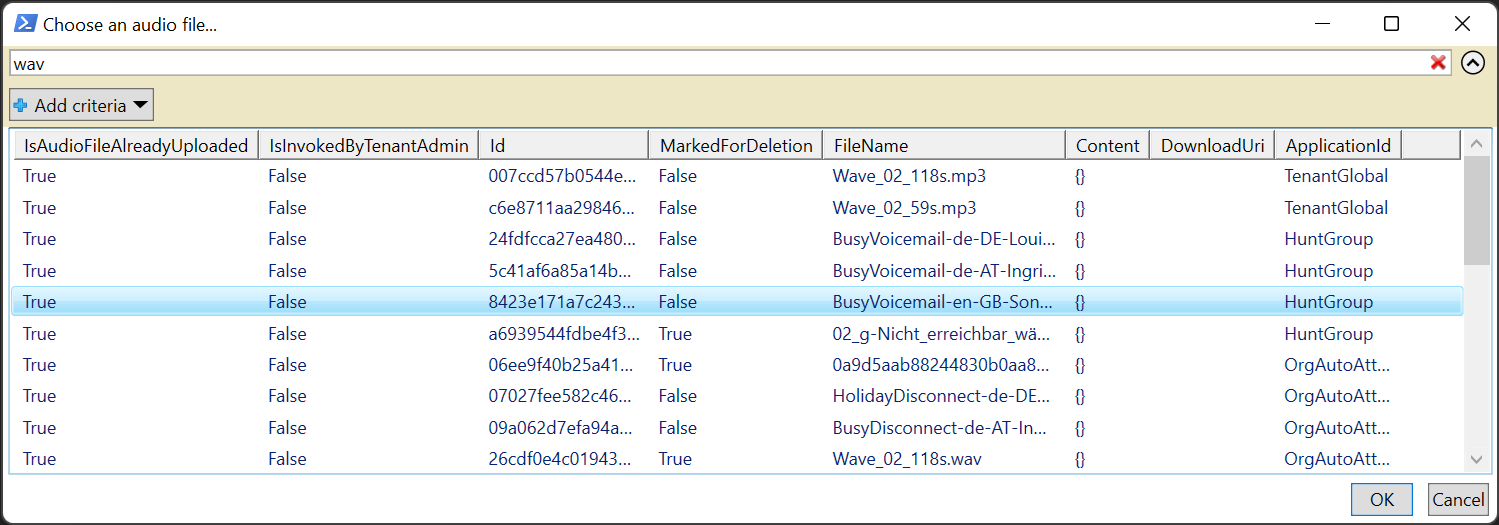 Choose an audio file...
wav
Add criteria
IsAudioFileAlreadyUploaded IsInvokedByTenantAdmin Id MarkedForDeletion FileName Content DownloadUri ApplicationId
True False 007ccd57b0544e... False Wave_02_118s.mp3 {} TenantGlobal
True False c6e8711aa29846... False Wave_02_59s.mp3 {} TenantGlobal
True False 24fdfcca27ea480... False BusyVoicemail-de-DE-Loui... {} HuntGroup
True False 5c41af6a85a14b... False BusyVoicemail-de-AT-Ingri... {} HuntGroup
True False 8423e171a7c243... False BusyVoicemail-en-GB-Son... {} HuntGroup
True False a6939544fdbe4f3... True 02_g-Nicht_erreichbar_wä... {} HuntGroup
True False 06ee9f40b25a41... True 0a9d5aab88244830b0aa8... {} OrgAutoAtt...
True False 07027fee582c46... False HolidayDisconnect-de-DE... {} OrgAutoAtt...
True False 09a062d7efa94a... False BusyDisconnect-de-AT-In... {} OrgAutoAtt...
True False 26cdf0e4c01943... True Wave_02_118s.wav {} OrgAutoAtt...
OK Cancel